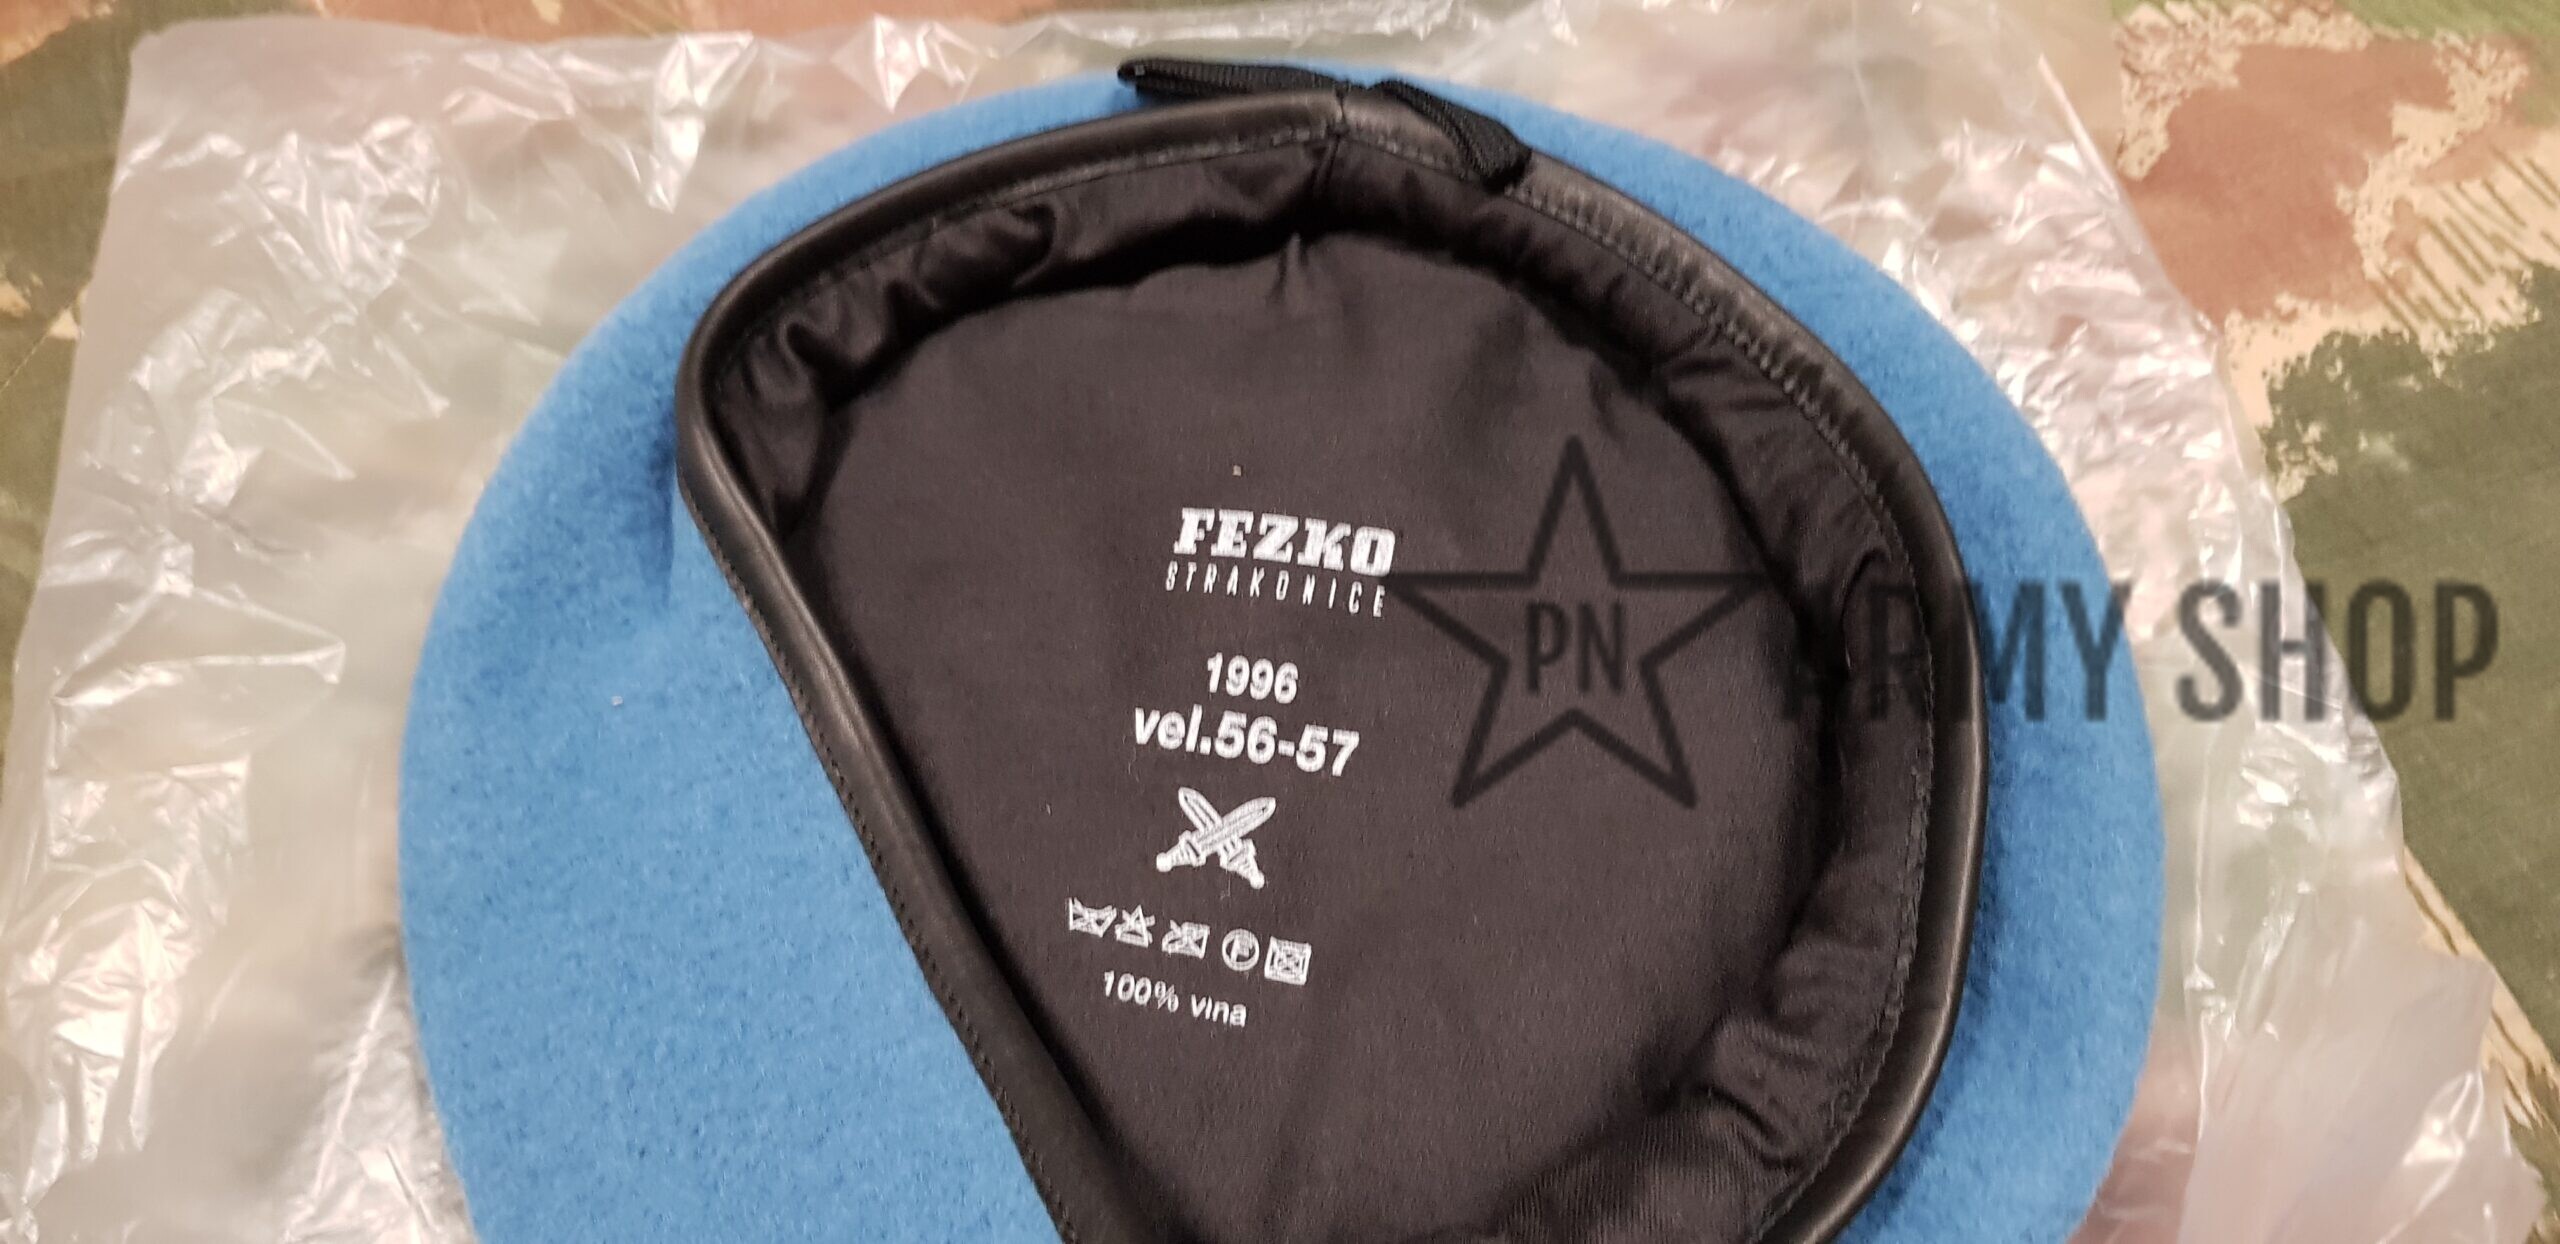 FEZKO
STRAKONICE
1996
vel.56-57
F
100% vlna
PN ARMY SHOP